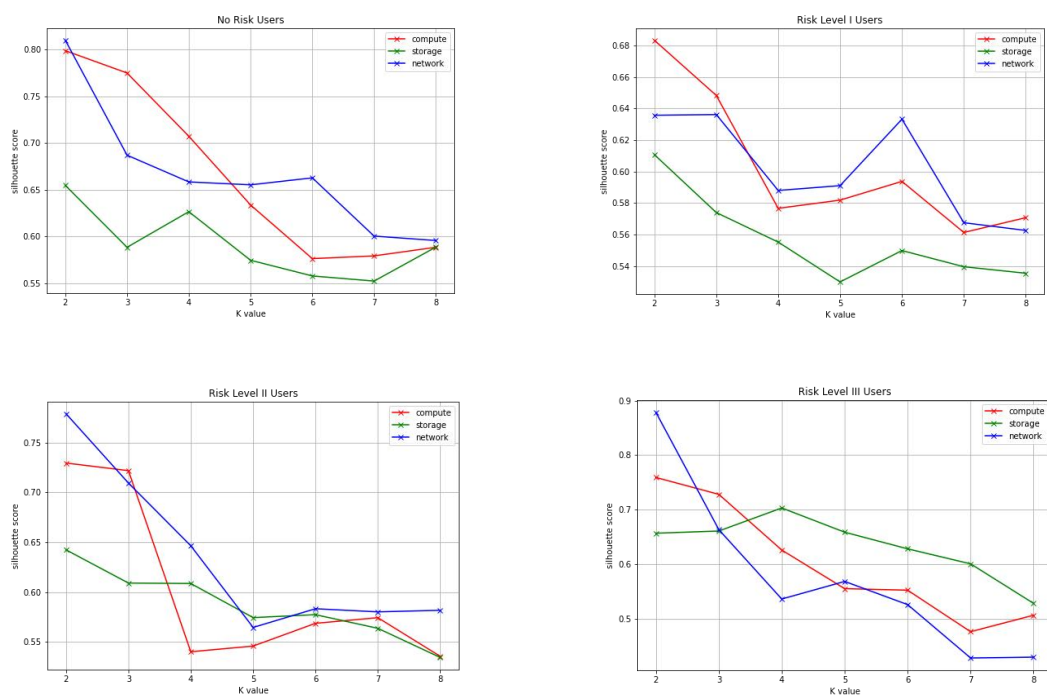 No Risk Users
compute
storage
network
silhouette score
0.80
0.75
0.70
0.65
0.60
0.55
2 3 4 5 6 7 8
K value
Risk Level I Users
compute
storage
network
silhouette score
0.68
0.66
0.64
0.62
0.60
0.58
0.56
0.54
2 3 4 5 6 7 8
K value
Risk Level II Users
compute
storage
network
silhouette score
0.75
0.70
0.65
0.60
0.55
2 3 4 5 6 7 8
K value
Risk Level III Users
compute
storage
network
silhouette score
0.9
0.8
0.7
0.6
0.5
2 3 4 5 6 7 8
K value